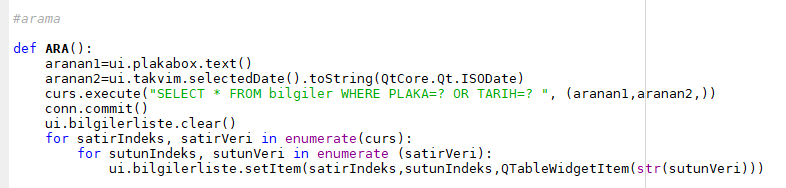 #arama
def ARA():
    aranan1=ui.plakabox.text()
    aranan2=ui.takvim.selectedDate().toString(QtCore.Qt.ISODate)
    curs.execute("SELECT * FROM bilgiler WHERE PLAKA=? OR TARIH=? ", (aranan1,aranan2,))
    conn.commit()
    ui.bilgilerliste.clear()
    for satirIndeks, satirVeri in enumerate(curs):
        for sutunIndeks, sutunVeri in enumerate (satirVeri):
            ui.bilgilerliste.setItem(satirIndeks,sutunIndeks,QTableWidgetItem(str(sutunVeri)))